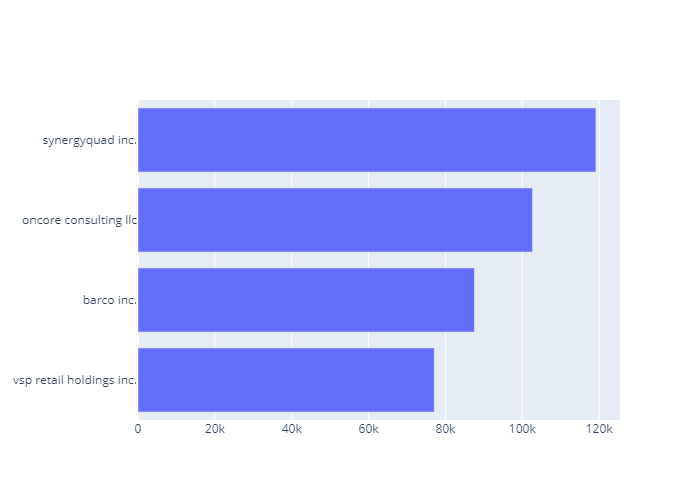 synergyquad inc.
oncore consulting llc
barco inc.
vsp retail holdings inc.
0 20k 40k 60k 80k 100k 120k